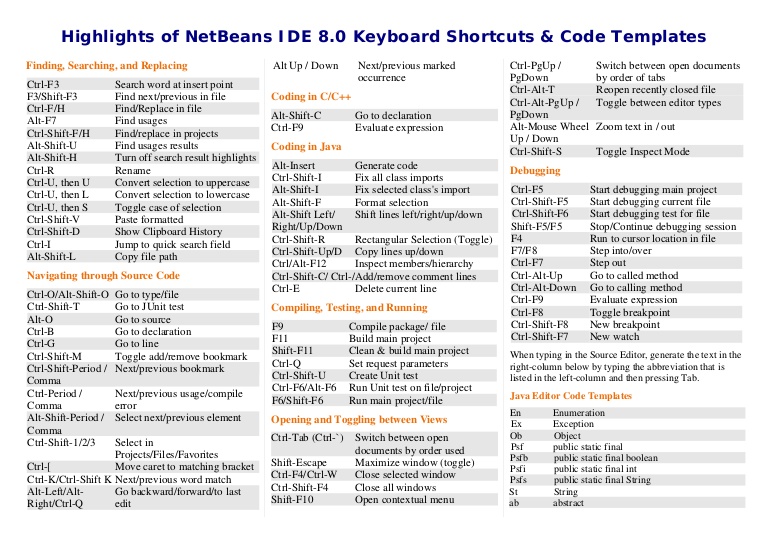 Highlights of NetBeans IDE 8.0 Keyboard Shortcuts & Code Templates
Finding, Searching, and Replacing
Ctrl-F3 Search word at insert point
F3/Shift-F3 Find next/previous in file
Ctrl-F/H Find/Replace in file
Alt-F7 Find usages
Ctrl-Shift-F/H Find/replace in projects
Alt-Shift-U Find usages results
Alt-Shift-H Turn off search result highlights
Ctrl-R Rename
Ctrl-U, then U Convert selection to uppercase
Ctrl-U, then L Convert selection to lowercase
Ctrl-U, then S Toggle case of selection
Ctrl-Shift-V Paste formatted
Ctrl-Shift-D Show Clipboard History
Ctrl-I Jump to quick search field
Alt-Shift-L Copy file path
Navigating through Source Code
Ctrl-O/Alt-Shift-O Go to type/file
Ctrl-Shift-T Go to JUnit test
Alt-O Go to source
Ctrl-B Go to declaration
Ctrl-G Go to line
Ctrl-Shift-M Toggle add/remove bookmark
Ctrl-Shift-Period / Next/previous bookmark
Comma
Ctrl-Period / Next/previous usage/compile
Comma error
Alt-Shift-Period / Select next/previous element
Comma
Ctrl-Shift-1/2/3 Select in
Projects/Files/Favorites
Ctrl-[ Move caret to matching bracket
Ctrl-K/Ctrl-Shift K Next/previous word match
Alt-Left/Alt- Go backward/forward/to last
Right/Ctrl-Q edit
Alt Up / Down Next/previous marked
occurrence
Coding in C/C++
Alt-Shift-C Go to declaration
Ctrl-F9 Evaluate expression
Coding in Java
Alt-Insert Generate code
Ctrl-Shift-I Fix all class imports
Alt-Shift-I Fix selected class's import
Alt-Shift-F Format selection
Alt-Shift Left/ Shift lines left/right/up/down
Right/Up/Down
Ctrl-Shift-R Rectangular Selection (Toggle)
Ctrl-Shift-Up/D Copy lines up/down
Ctrl/Alt-F12 Inspect members/hierarchy
Ctrl-Shift-C/ Ctrl-/Add/remove comment lines
Ctrl-E Delete current line
Compiling, Testing, and Running
F9 Compile package/ file
F11 Build main project
Shift-F11 Clean & build main project
Ctrl-Q Set request parameters
Ctrl-Shift-U Create Unit test
Ctrl-F6/Alt-F6 Run Unit test on file/project
F6/Shift-F6 Run main project/file
Opening and Toggling between Views
Ctrl-Tab (Ctrl-`) Switch between open
documents by order used
Shift-Escape Maximize window (toggle)
Ctrl-F4/Ctrl-W Close selected window
Ctrl-Shift-F4 Close all windows
Shift-F10 Open contextual menu
Ctrl-PgUp / Switch between open documents
PgDown by order of tabs
Ctrl-Alt-T Reopen recently closed file
Ctrl-Alt-PgUp / Toggle between editor types
PgDown
Alt-Mouse Wheel Zoom text in / out
Up / Down
Ctrl-Shift-S Toggle Inspect Mode
Debugging
Ctrl-F5 Start debugging main project
Ctrl-Shift-F5 Start debugging current file
Ctrl-Shift-F6 Start debugging test for file
Shift-F5/F5 Stop/Continue debugging session
F4 Run to cursor location in file
F7/F8 Step into/over
Ctrl-F7 Step out
Ctrl-Alt-Up Go to called method
Ctrl-Alt-Down Go to calling method
Ctrl-F9 Evaluate expression
Ctrl-F8 Toggle breakpoint
Ctrl-Shift-F8 New breakpoint
Ctrl-Shift-F7 New watch
When typing in the Source Editor, generate the text in the
right-column below by typing the abbreviation that is
listed in the left-column and then pressing Tab.
Java Editor Code Templates
En Enumeration
Ex Exception
Ob Object
Psf public static final
Psfb public static final boolean
Psfi public static final int
Psfs public static final String
St String
ab abstract